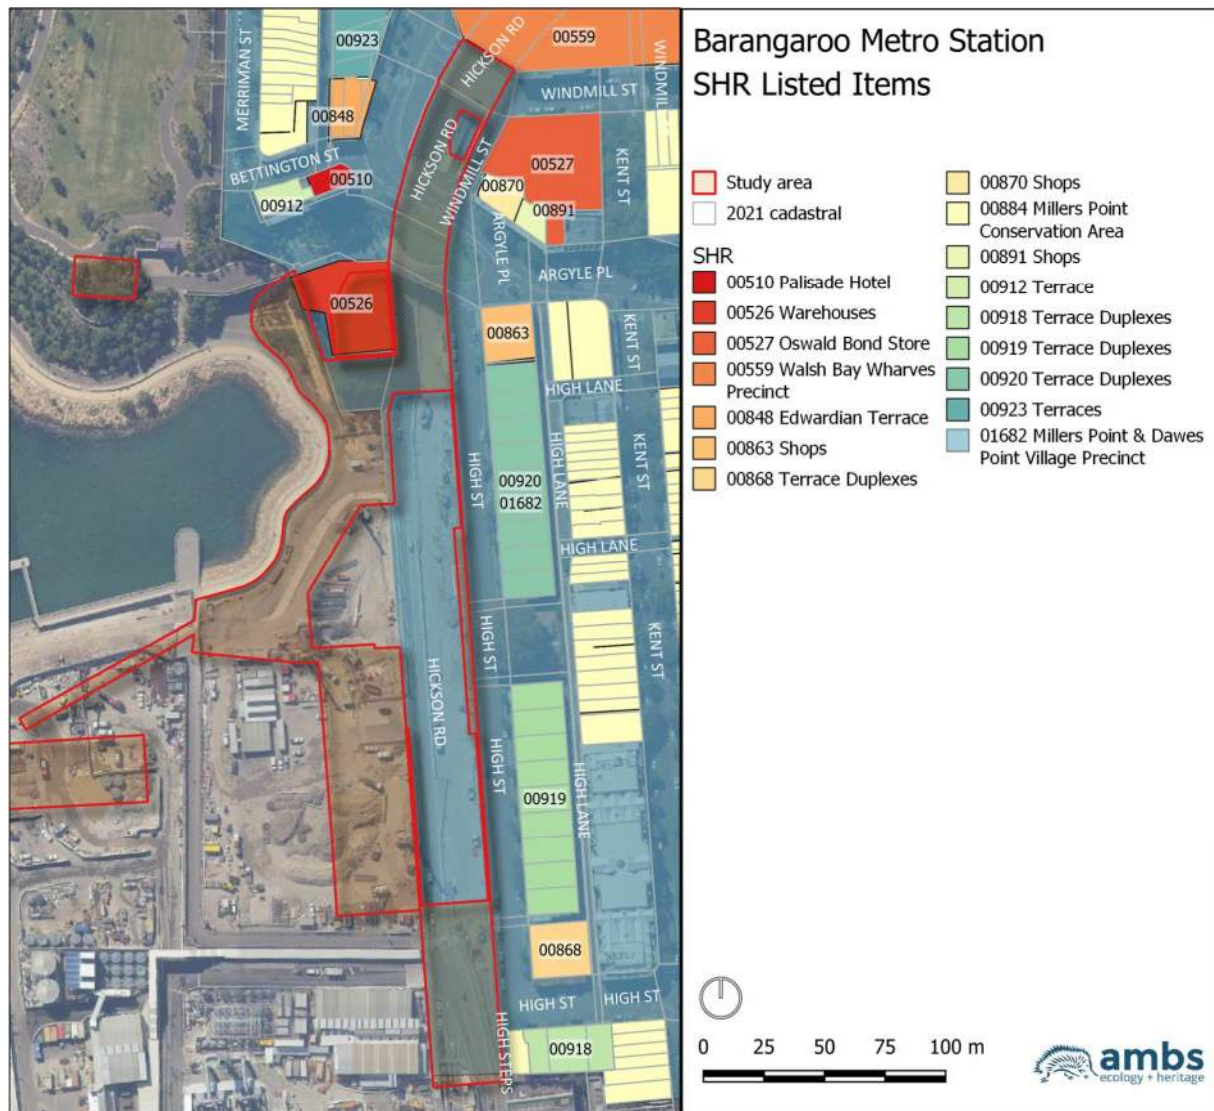 Barangaroo Metro Station
SHR Listed Items
Study area
2021 cadastral
SHR
00510 Palisade Hotel
00526 Warehouses
00527 Oswald Bond Store
00559 Walsh Bay Wharves
Precinct
00848 Edwardian Terrace
00863 Shops
00868 Terrace Duplexes
00870 Shops
00884 Millers Point
Conservation Area
00891 Shops
00912 Terrace
00918 Terrace Duplexes
00919 Terrace Duplexes
00920 Terrace Duplexes
00923 Terraces
01682 Millers Point & Dawes
Point Village Precinct
0 25 50 75 100 m
ambs
ecology + heritage
MERRIMAN ST
00923
HICKSON RD
00559
WINDMILL
WINDMILL ST
00848
BETTINGTON ST
00510
00912
HICKSON RD
WINDMILL ST
00527
KENT ST
00870
00891
ARGYLE PL
ARGYLE PL
00526
00863
KENT ST
HIGH LANE
HIGH ST
00920
01682
HIGH LANE
KENT ST
HIGH LANE
HIGH ST
KENT ST
HICKSON RD
HIGH ST
00919
HIGH LANE
00868
HIGH ST
HIGH ST
HIGH STEPS
00918